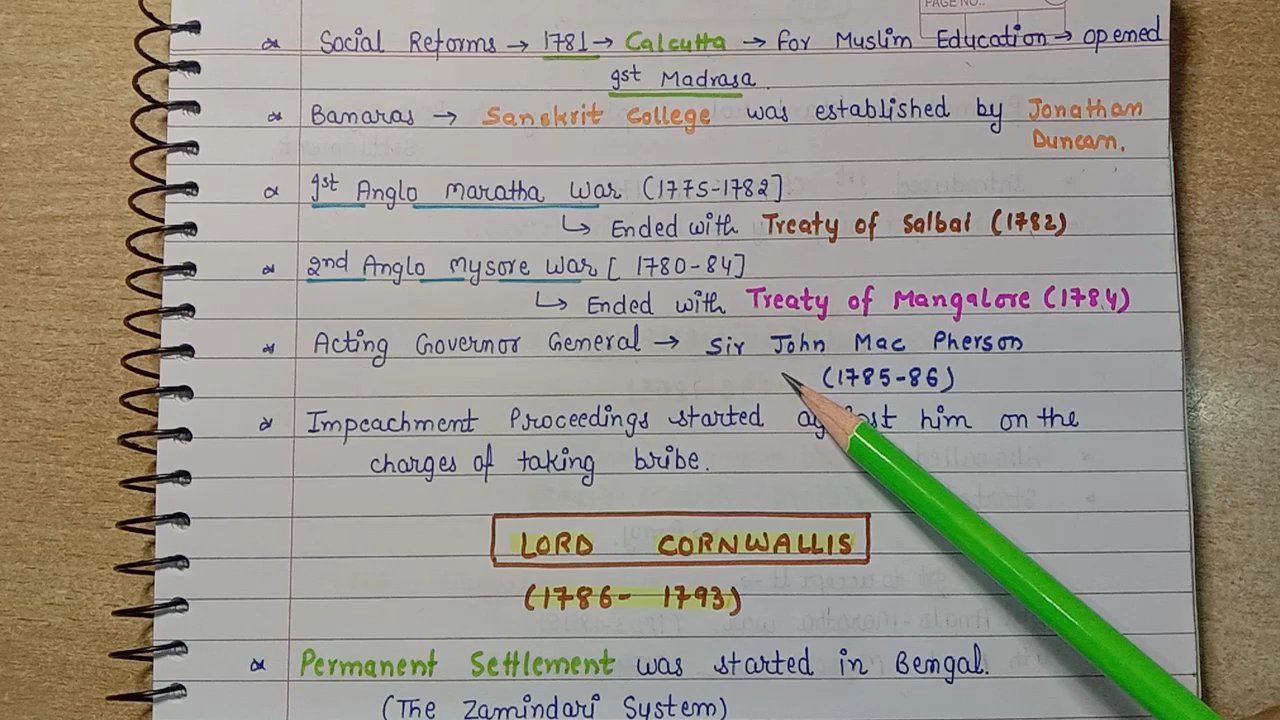 PAGE NO.:
Social Reforms → 1781 → Calcutta → for Muslim Education → opened
1st Madrasa.
Banaras → Sanskrit College was established by Jonathan
Duncan.
1st Anglo Maratha War (1775-1782]
↳ Ended with Treaty of Salbai (1782)
2nd Anglo Mysore War [1780-84]
↳ Ended with Treaty of Mangalore (1784)
Acting Governor General → Sir John Mac Pherson
(1785-86)
Impeachment Proceedings started against him on the
charges of taking bribe.
LORD CORNWALLIS
(1786- 1793)
Permanent Settlement was started in Bengal.
(The Zamindari System)